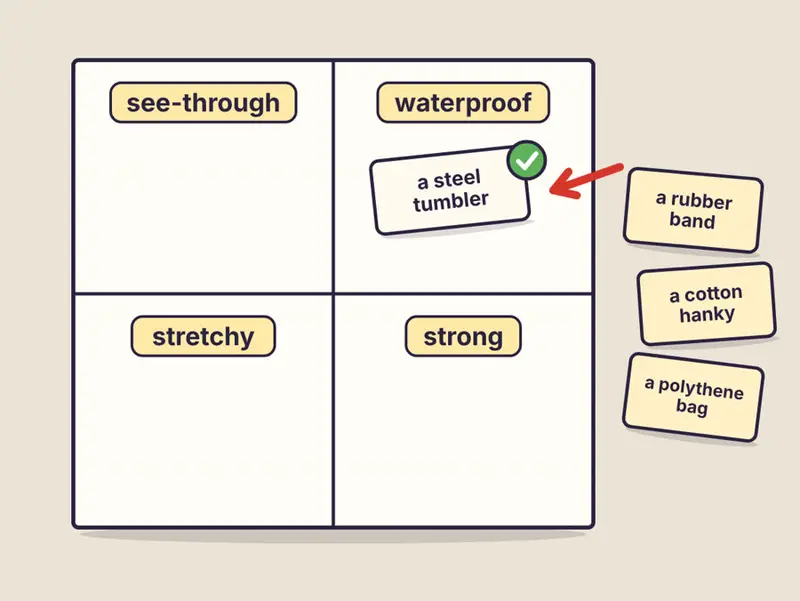 see-through
waterproof
a steel
tumbler
a rubber
band
a cotton
hanky
a polythene
bag
stretchy
strong